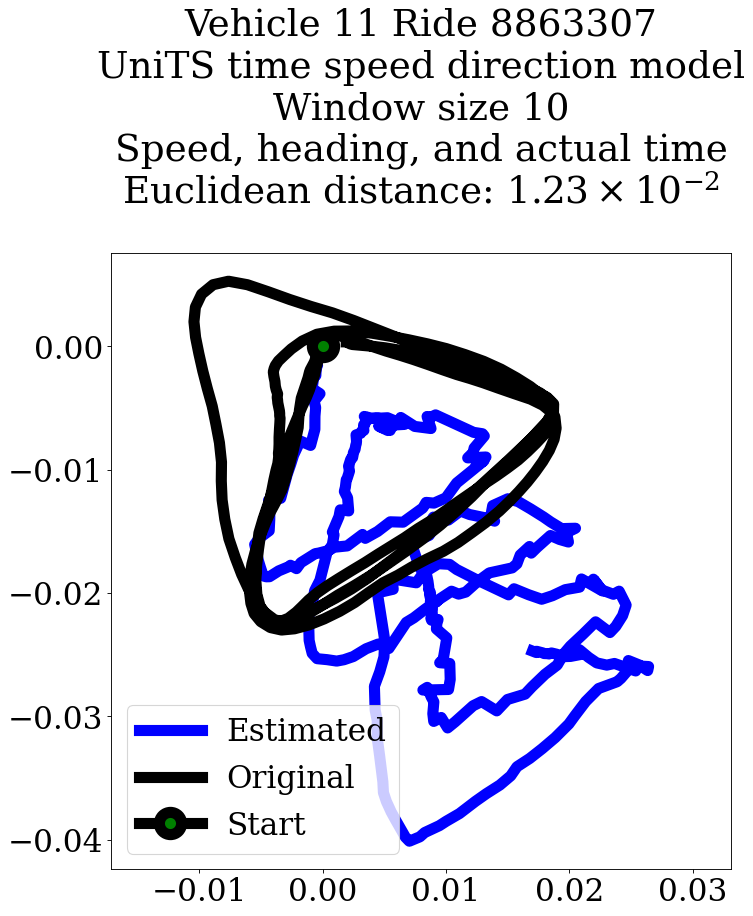 Vehicle 11 Ride 8863307
UniTS time speed direction model
Window size 10
Speed, heading, and actual time
Euclidean distance: 1.23 × 10⁻²
0.00
−0.01
−0.02
−0.03
−0.04
Estimated
Original
Start
−0.01 0.00 0.01 0.02 0.03